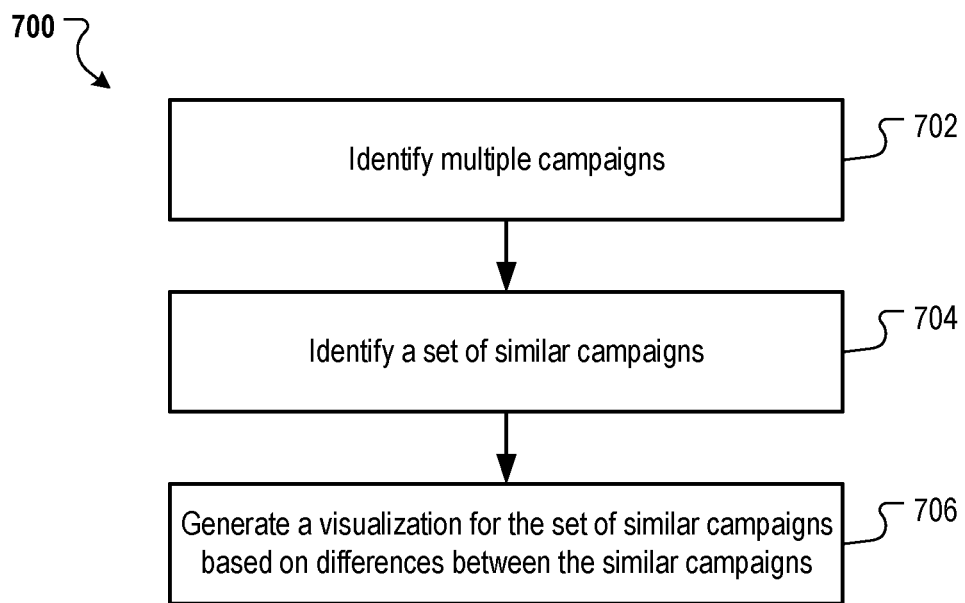 700
Identify multiple campaigns
702
Identify a set of similar campaigns
704
Generate a visualization for the set of similar campaigns
based on differences between the similar campaigns
706